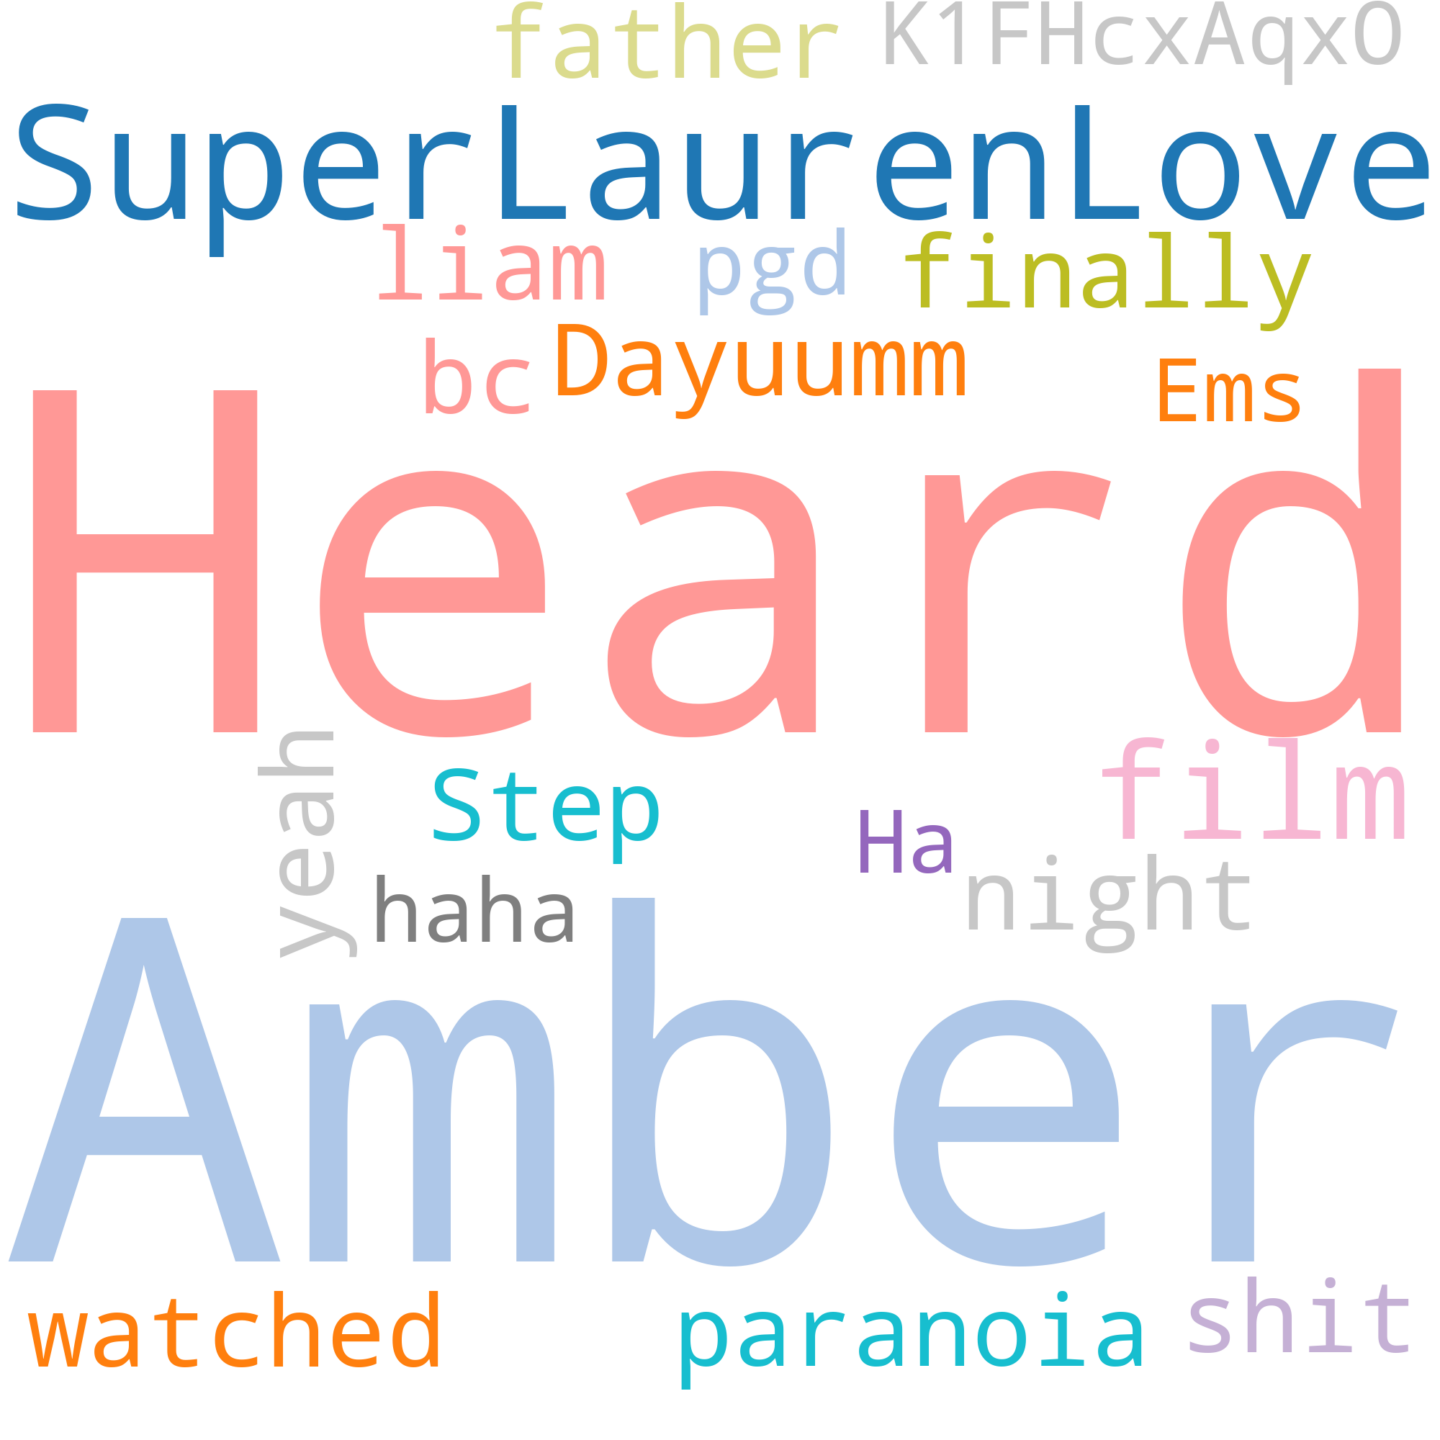 father K1FHcxAqxO
SuperLaurenLove
liam pgd finally
bc Dayuumm Ems
Heard
yeah Step Ha film
haha night
Amber
watched paranoia shit